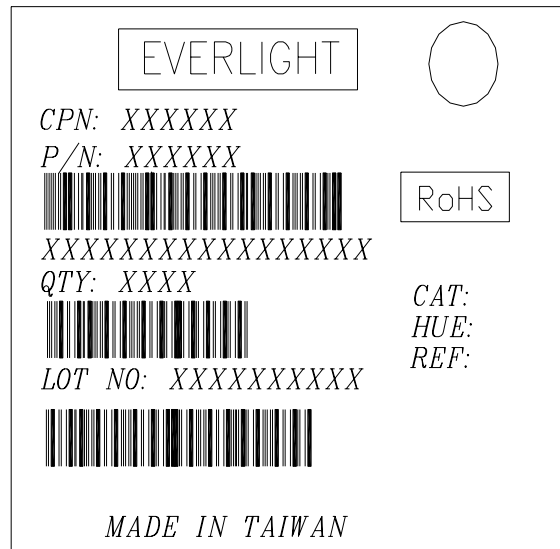 EVERLIGHT
CPN: XXXXXX
P/N: XXXXXX
RoHS
XXXXXXXXXXXXXXXXX
QTY: XXXX
CAT:
HUE:
REF:
LOT NO: XXXXXXXXXX
MADE IN TAIWAN